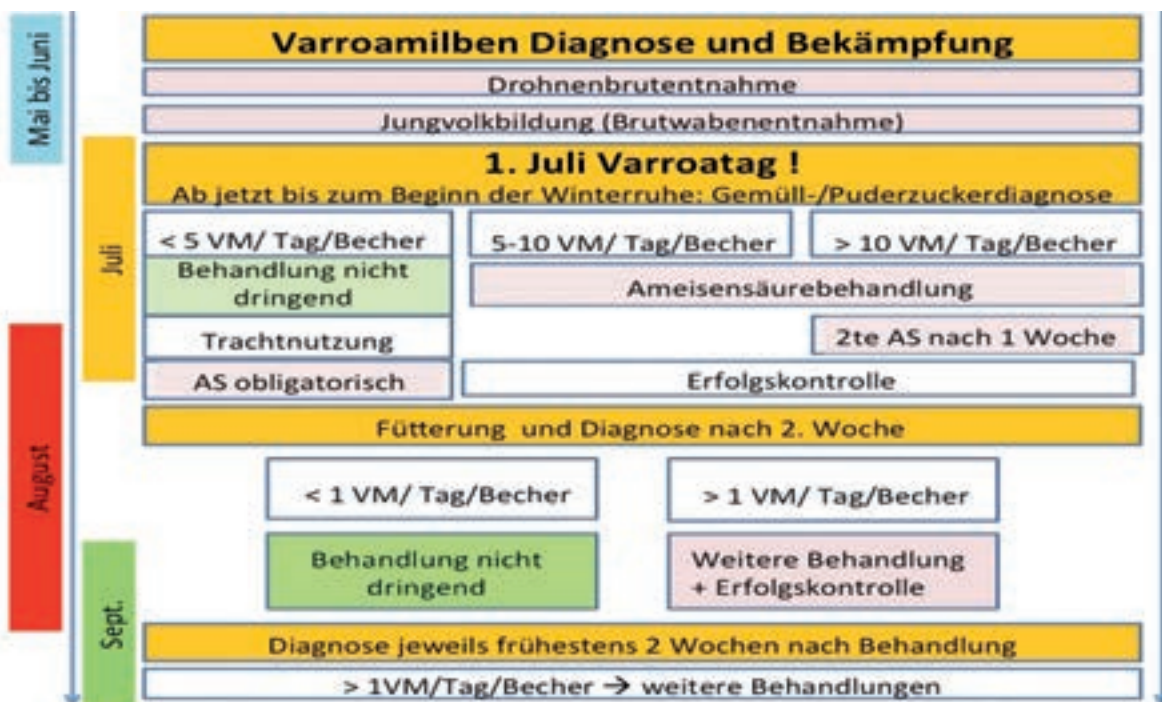 Mai bis Juni
Varroamilben Diagnose und Bekämpfung
Drohnenbrutentnahme
Jungvolkbildung (Brutwabenentnahme)
Juli
1. Juli Varroatag !
Ab jetzt bis zum Beginn der Winterruhe: Gemüll-/Puderzuckerdiagnose
< 5 VM/ Tag/Becher
5-10 VM/ Tag/Becher
> 10 VM/ Tag/Becher
Behandlung nicht
dringend
Ameisensäurebehandlung
Trachtnutzung
2te AS nach 1 Woche
AS obligatorisch
Erfolgskontrolle
August
Fütterung und Diagnose nach 2. Woche
< 1 VM/ Tag/Becher
> 1 VM/ Tag/Becher
Behandlung nicht
dringend
Weitere Behandlung
+ Erfolgskontrolle
Sept.
Diagnose jeweils frühestens 2 Wochen nach Behandlung
> 1VM/Tag/Becher → weitere Behandlungen